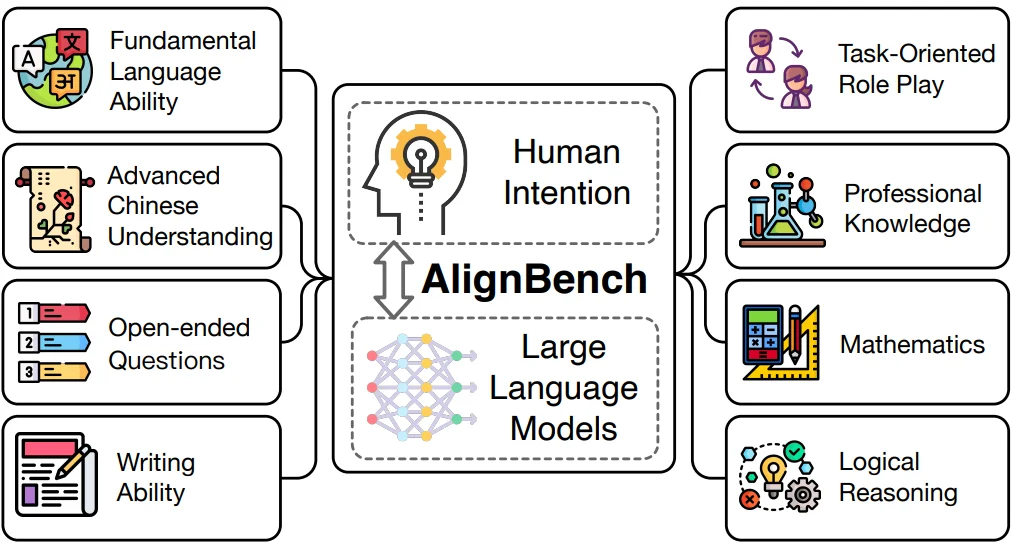 Fundamental
Language
Ability
Advanced
Chinese
Understanding
1
2
3
Open-ended
Questions
Writing
Ability
A
文
अ
Human
Intention
AlignBench
Large
Language
Models
Task-Oriented
Role Play
Professional
Knowledge
Mathematics
Logical
Reasoning